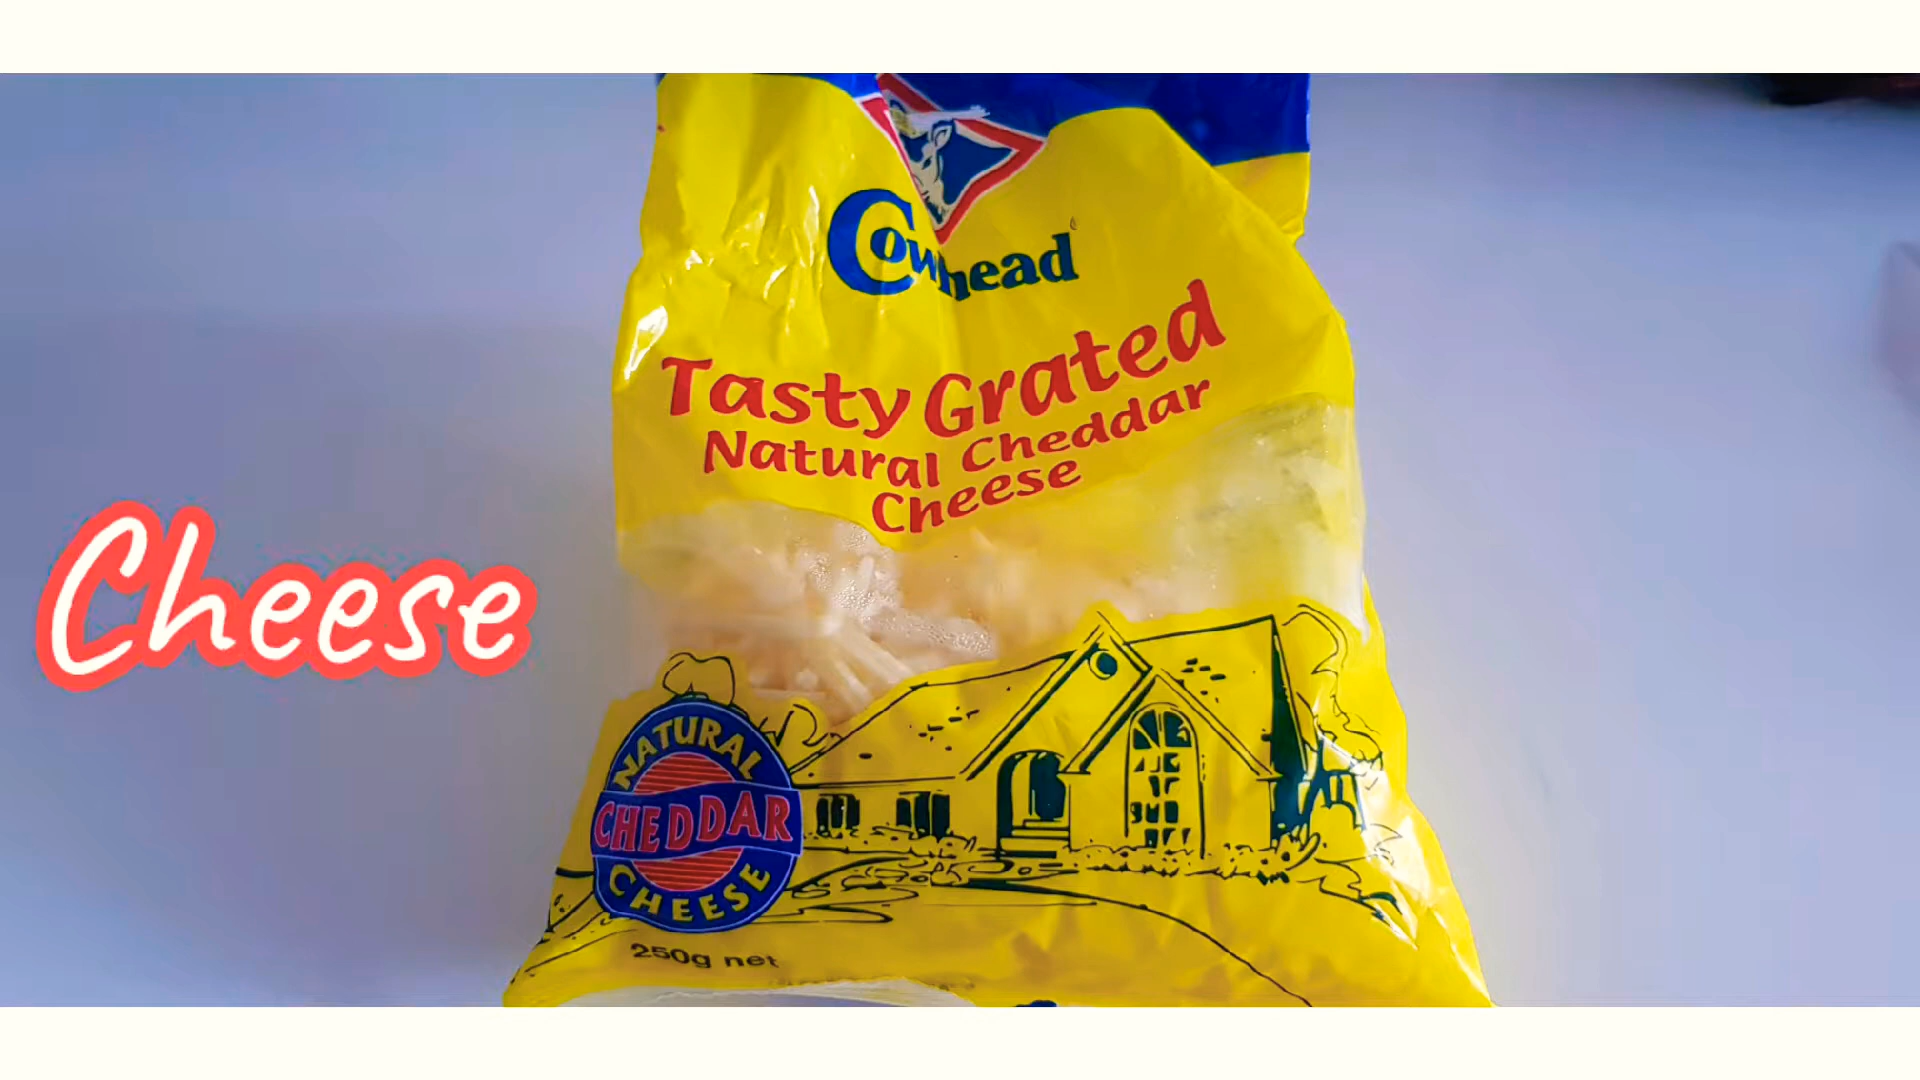 Cowhead
Tasty Grated
Natural Cheddar
Cheese
Cheese
NATURAL
CHEDDAR
CHEESE
250g net